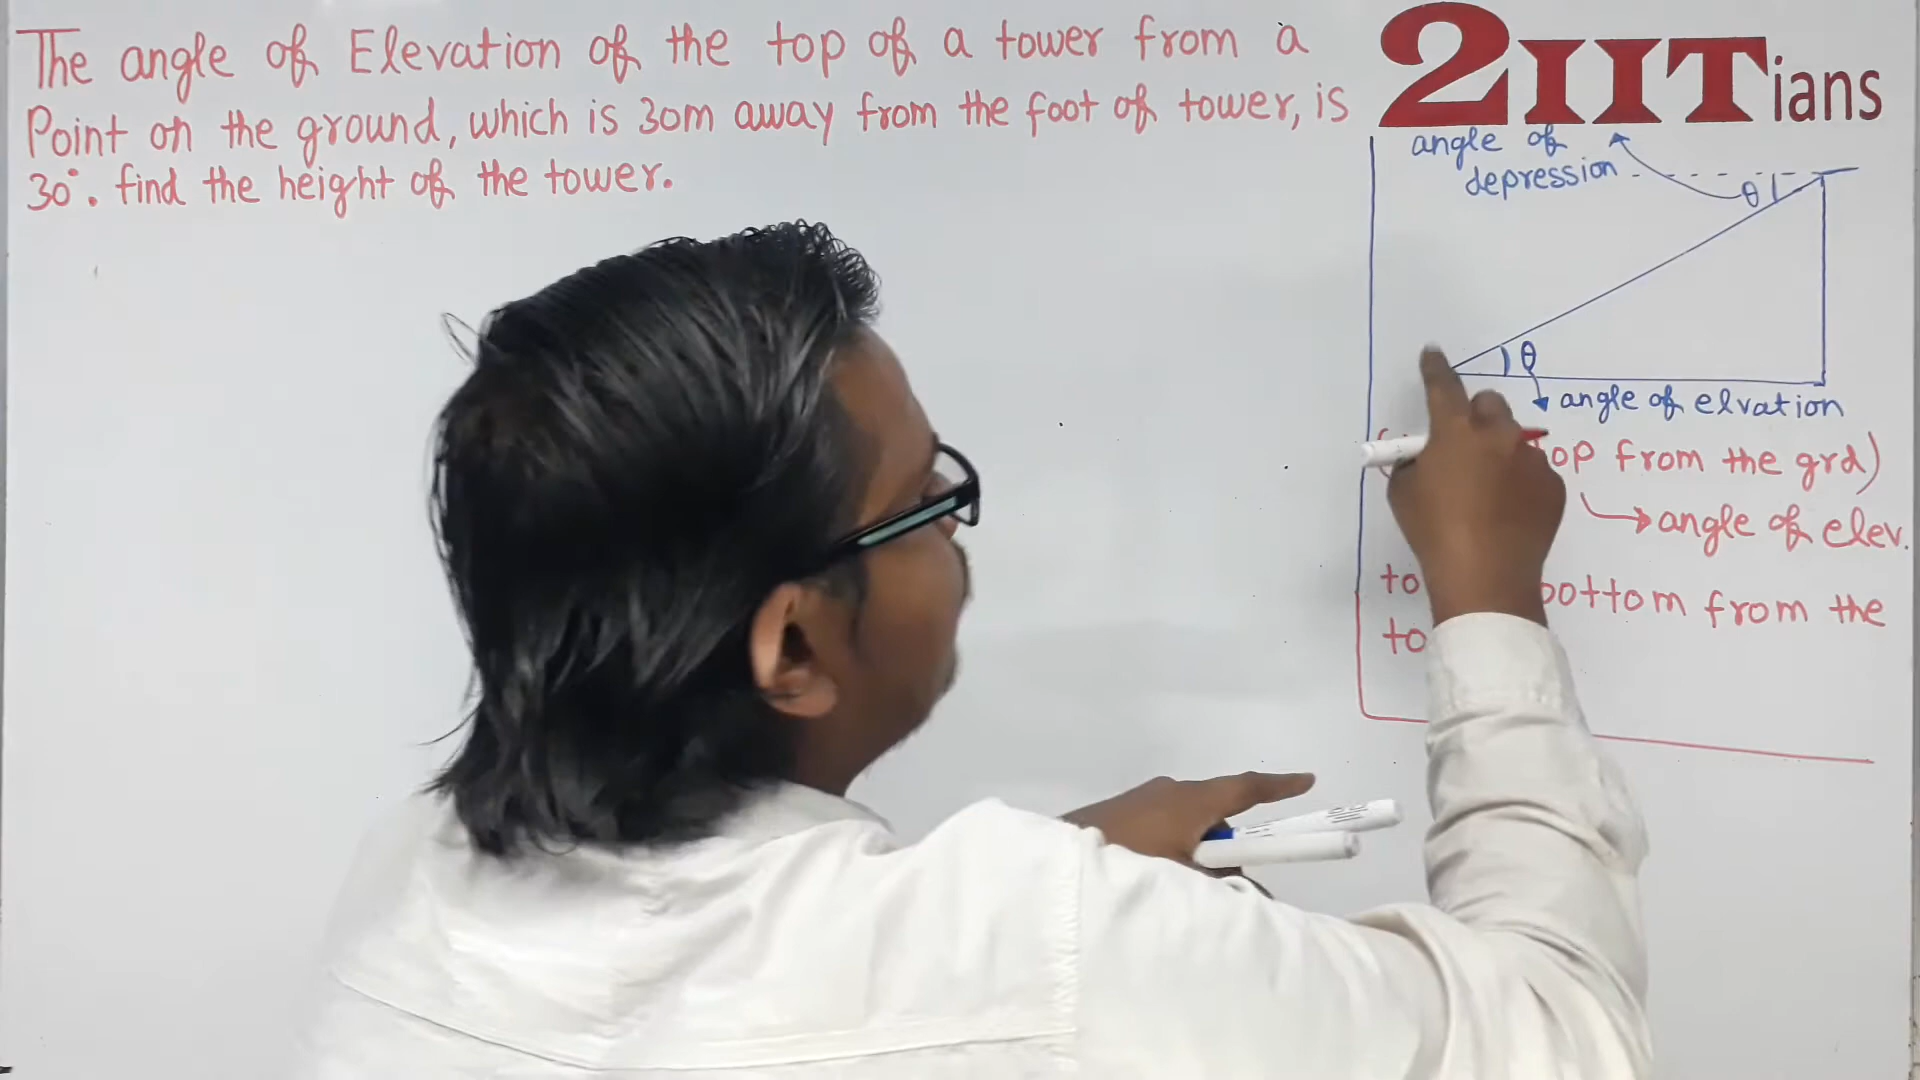 The angle of Elevation of the top of a tower from a
Point on the ground, which is 30m away from the foot of tower, is
30°. find the height of the tower.
2IITians
angle of
depression
θ
θ
angle of elvation
top from the grd)
angle of elev.
bottom from the